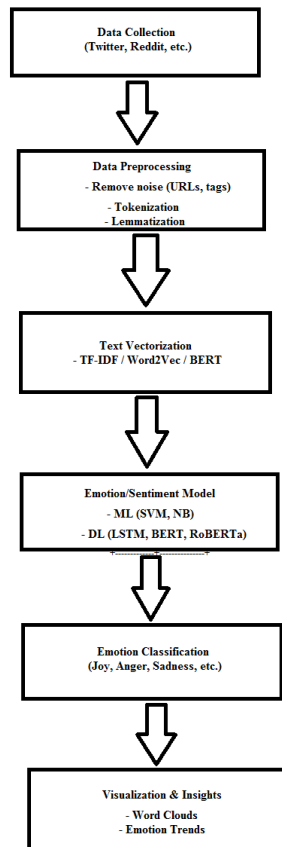 Data Collection
(Twitter, Reddit, etc.)
Data Preprocessing
- Remove noise (URLs, tags)
- Tokenization
- Lemmatization
Text Vectorization
- TF-IDF / Word2Vec / BERT
Emotion/Sentiment Model
- ML (SVM, NB)
- DL (LSTM, BERT, RoBERTa)
Emotion Classification
(Joy, Anger, Sadness, etc.)
Visualization & Insights
- Word Clouds
- Emotion Trends